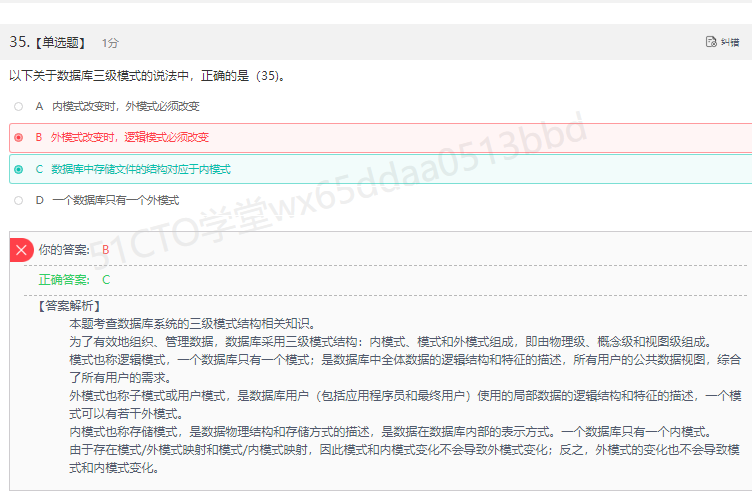 35.【单选题】 1分 纠错
以下关于数据库三级模式的说法中，正确的是（35)。
A 内模式改变时，外模式必须改变
B 外模式改变时，逻辑模式必须改变
C 数据库中存储文件的结构对应于内模式
D 一个数据库只有一个外模式
51CTO学堂wx65ddaa0513bbd
你的答案: B
正确答案: C
【答案解析】
本题考查数据库系统的三级模式结构相关知识。
为了有效地组织、管理数据，数据库采用三级模式结构：内模式、模式和外模式组成，即由物理级、概念级和视图级组成。
模式也称逻辑模式，一个数据库只有一个模式；是数据库中全体数据的逻辑结构和特征的描述，所有用户的公共数据视图，综合
了所有用户的需求。
外模式也称子模式或用户模式，是数据库用户（包括应用程序员和最终用户）使用的局部数据的逻辑结构和特征的描述，一个模
式可以有若干外模式。
内模式也称存储模式，是数据物理结构和存储方式的描述，是数据在数据库内部的表示方式。一个数据库只有一个内模式。
由于存在模式/外模式映射和模式/内模式映射，因此模式和内模式变化不会导致外模式变化；反之，外模式的变化也不会导致模
式和内模式变化。